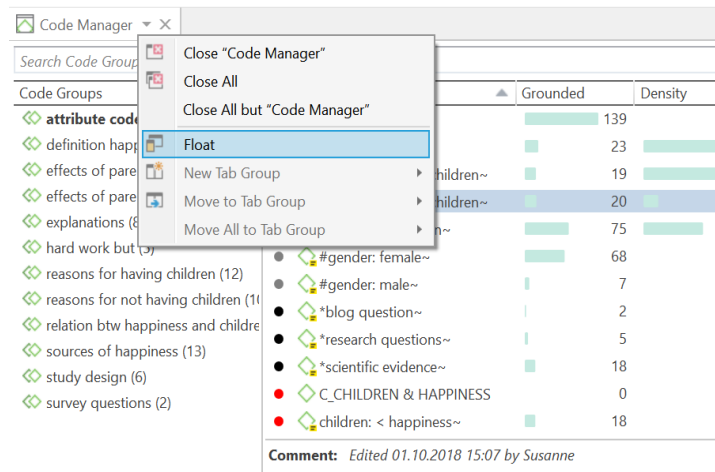 Code Manager
Search Code Group
Close “Code Manager”
Close All
Close All but “Code Manager”
Float
New Tab Group
Move to Tab Group
Move All to Tab Group
Code Groups
attribute code
definition happ
effects of pare
effects of pare
explanations (8
hard work but (5)
reasons for having children (12)
reasons for not having children (10
relation btw happiness and childre
sources of happiness (13)
study design (6)
survey questions (2)
Grounded Density
139
23
hildren~ 19
hildren~ 20
n~ 75
#gender: female~ 68
#gender: male~ 7
*blog question~ 2
*research questions~ 5
*scientific evidence~ 18
C_CHILDREN & HAPPINESS 0
children: < happiness~ 18
Comment: Edited 01.10.2018 15:07 by Susanne